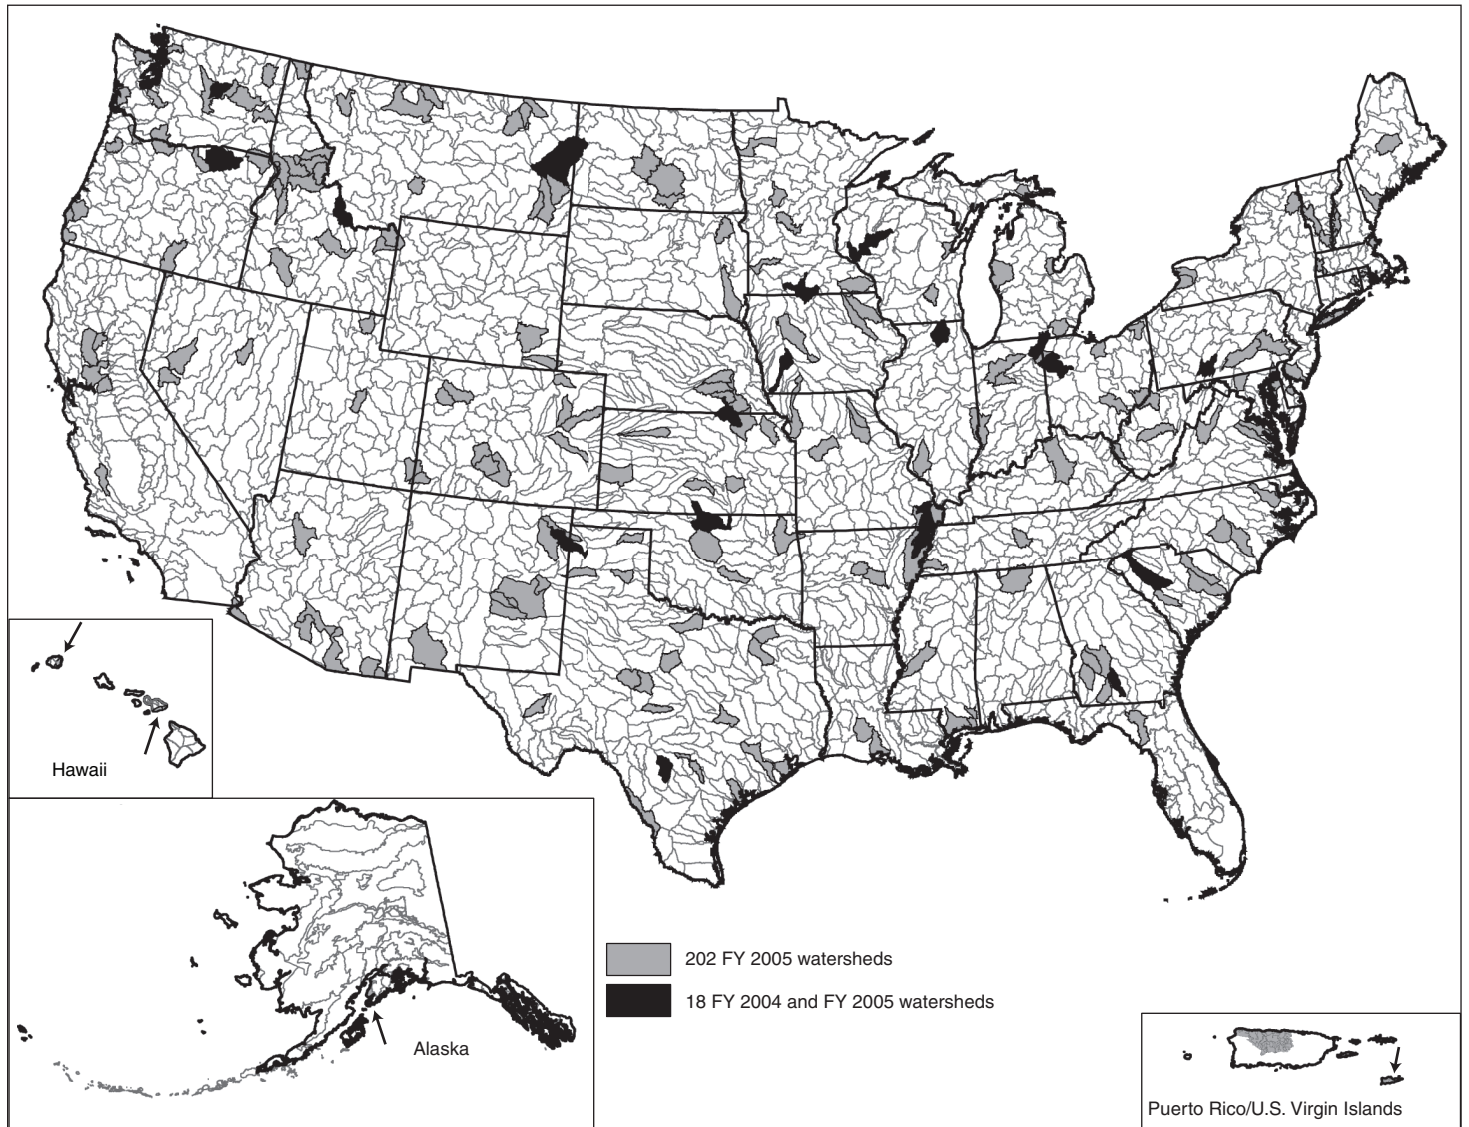 Hawaii
202 FY 2005 watersheds
18 FY 2004 and FY 2005 watersheds
Alaska
Puerto Rico/U.S. Virgin Islands